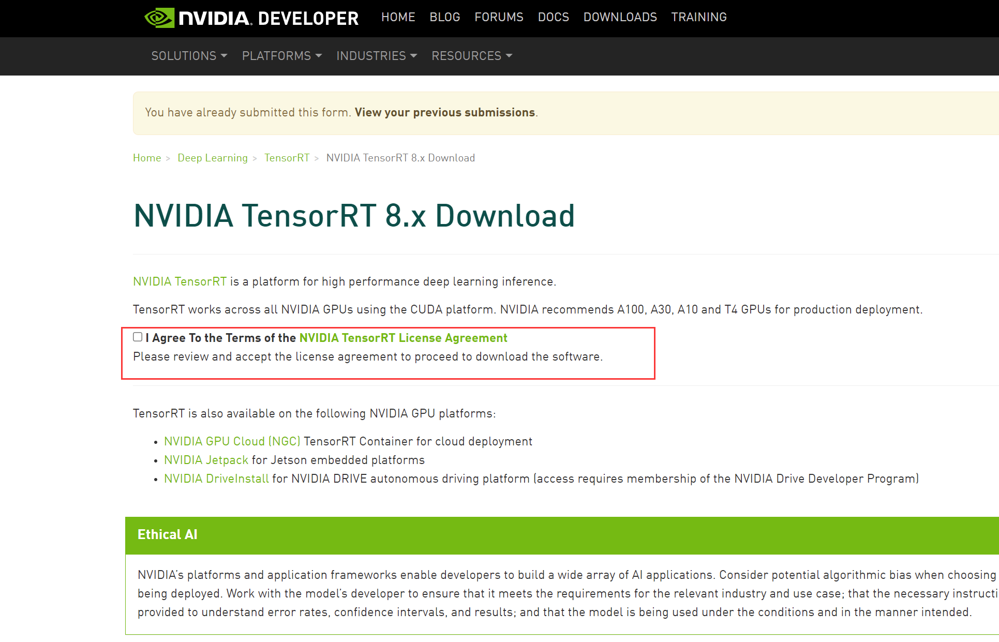 NVIDIA. DEVELOPER HOME BLOG FORUMS DOCS DOWNLOADS TRAINING
SOLUTIONS PLATFORMS INDUSTRIES RESOURCES
You have already submitted this form. View your previous submissions.
Home > Deep Learning > TensorRT > NVIDIA TensorRT 8.x Download
NVIDIA TensorRT 8.x Download
NVIDIA TensorRT is a platform for high performance deep learning inference.
TensorRT works across all NVIDIA GPUs using the CUDA platform. NVIDIA recommends A100, A30, A10 and T4 GPUs for production deployment.
I Agree To the Terms of the NVIDIA TensorRT License Agreement
Please review and accept the license agreement to proceed to download the software.
TensorRT is also available on the following NVIDIA GPU platforms:
• NVIDIA GPU Cloud (NGC) TensorRT Container for cloud deployment
• NVIDIA Jetpack for Jetson embedded platforms
• NVIDIA DriveInstall for NVIDIA DRIVE autonomous driving platform (access requires membership of the NVIDIA Drive Developer Program)
Ethical AI
NVIDIA’s platforms and application frameworks enable developers to build a wide array of AI applications. Consider potential algorithmic bias when choosing
being deployed. Work with the model’s developer to ensure that it meets the requirements for the relevant industry and use case; that the necessary instructi
provided to understand error rates, confidence intervals, and results; and that the model is being used under the conditions and in the manner intended.